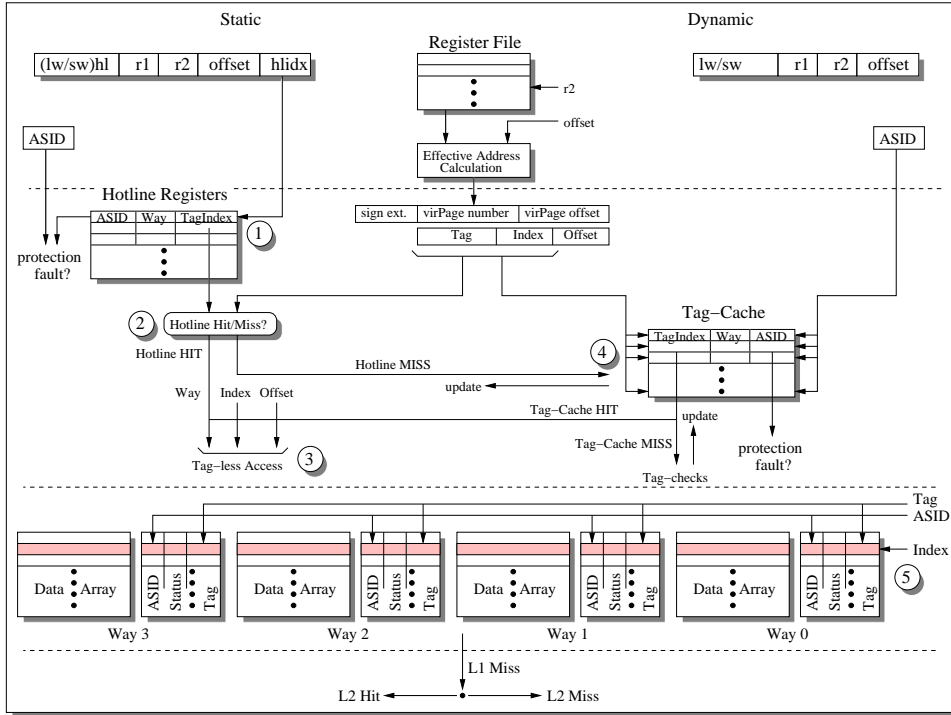 Static
Dynamic
Register File
(lw/sw)hl r1 r2 offset hlidx
lw/sw r1 r2 offset
r2
offset
ASID
ASID
Effective Address
Calculation
Hotline Registers
ASID Way TagIndex
1
sign ext. virPage number virPage offset
Tag Index Offset
protection
fault?
2
Hotline Hit/Miss?
Tag-Cache
TagIndex Way ASID
Hotline HIT
4
Hotline MISS
update
Way Index Offset
Tag-Cache HIT
update
Tag-Cache MISS
protection
fault?
3
Tag-less Access
Tag-checks
Tag
ASID
Index
5
Data Array
ASID
Status
Tag
Data Array
ASID
Status
Tag
Data Array
ASID
Status
Tag
Data Array
ASID
Status
Tag
Way 3
Way 2
Way 1
Way 0
L1 Miss
L2 Hit
L2 Miss